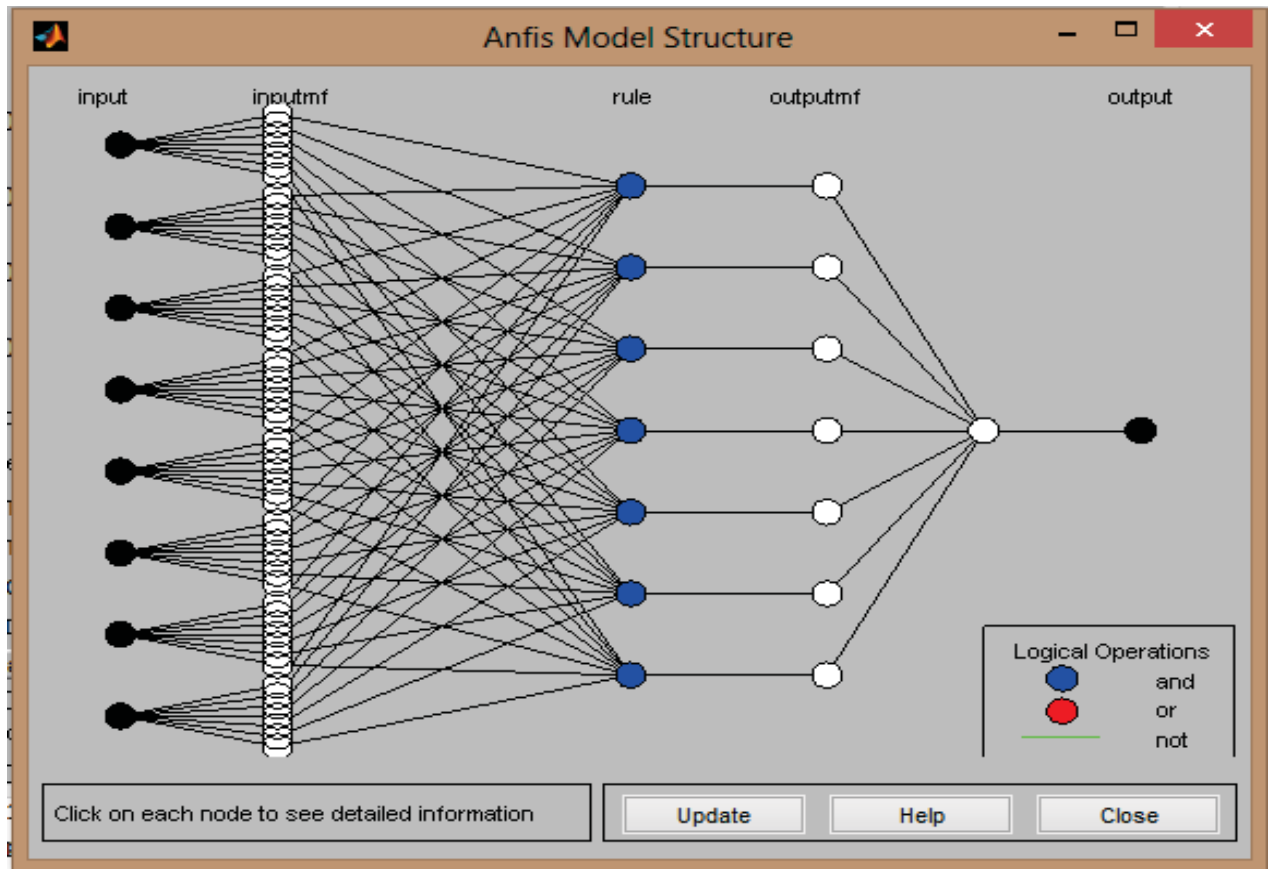 Anfis Model Structure
input inputmf rule outputmf output
Logical Operations
and
or
not
Click on each node to see detailed information
Update Help Close